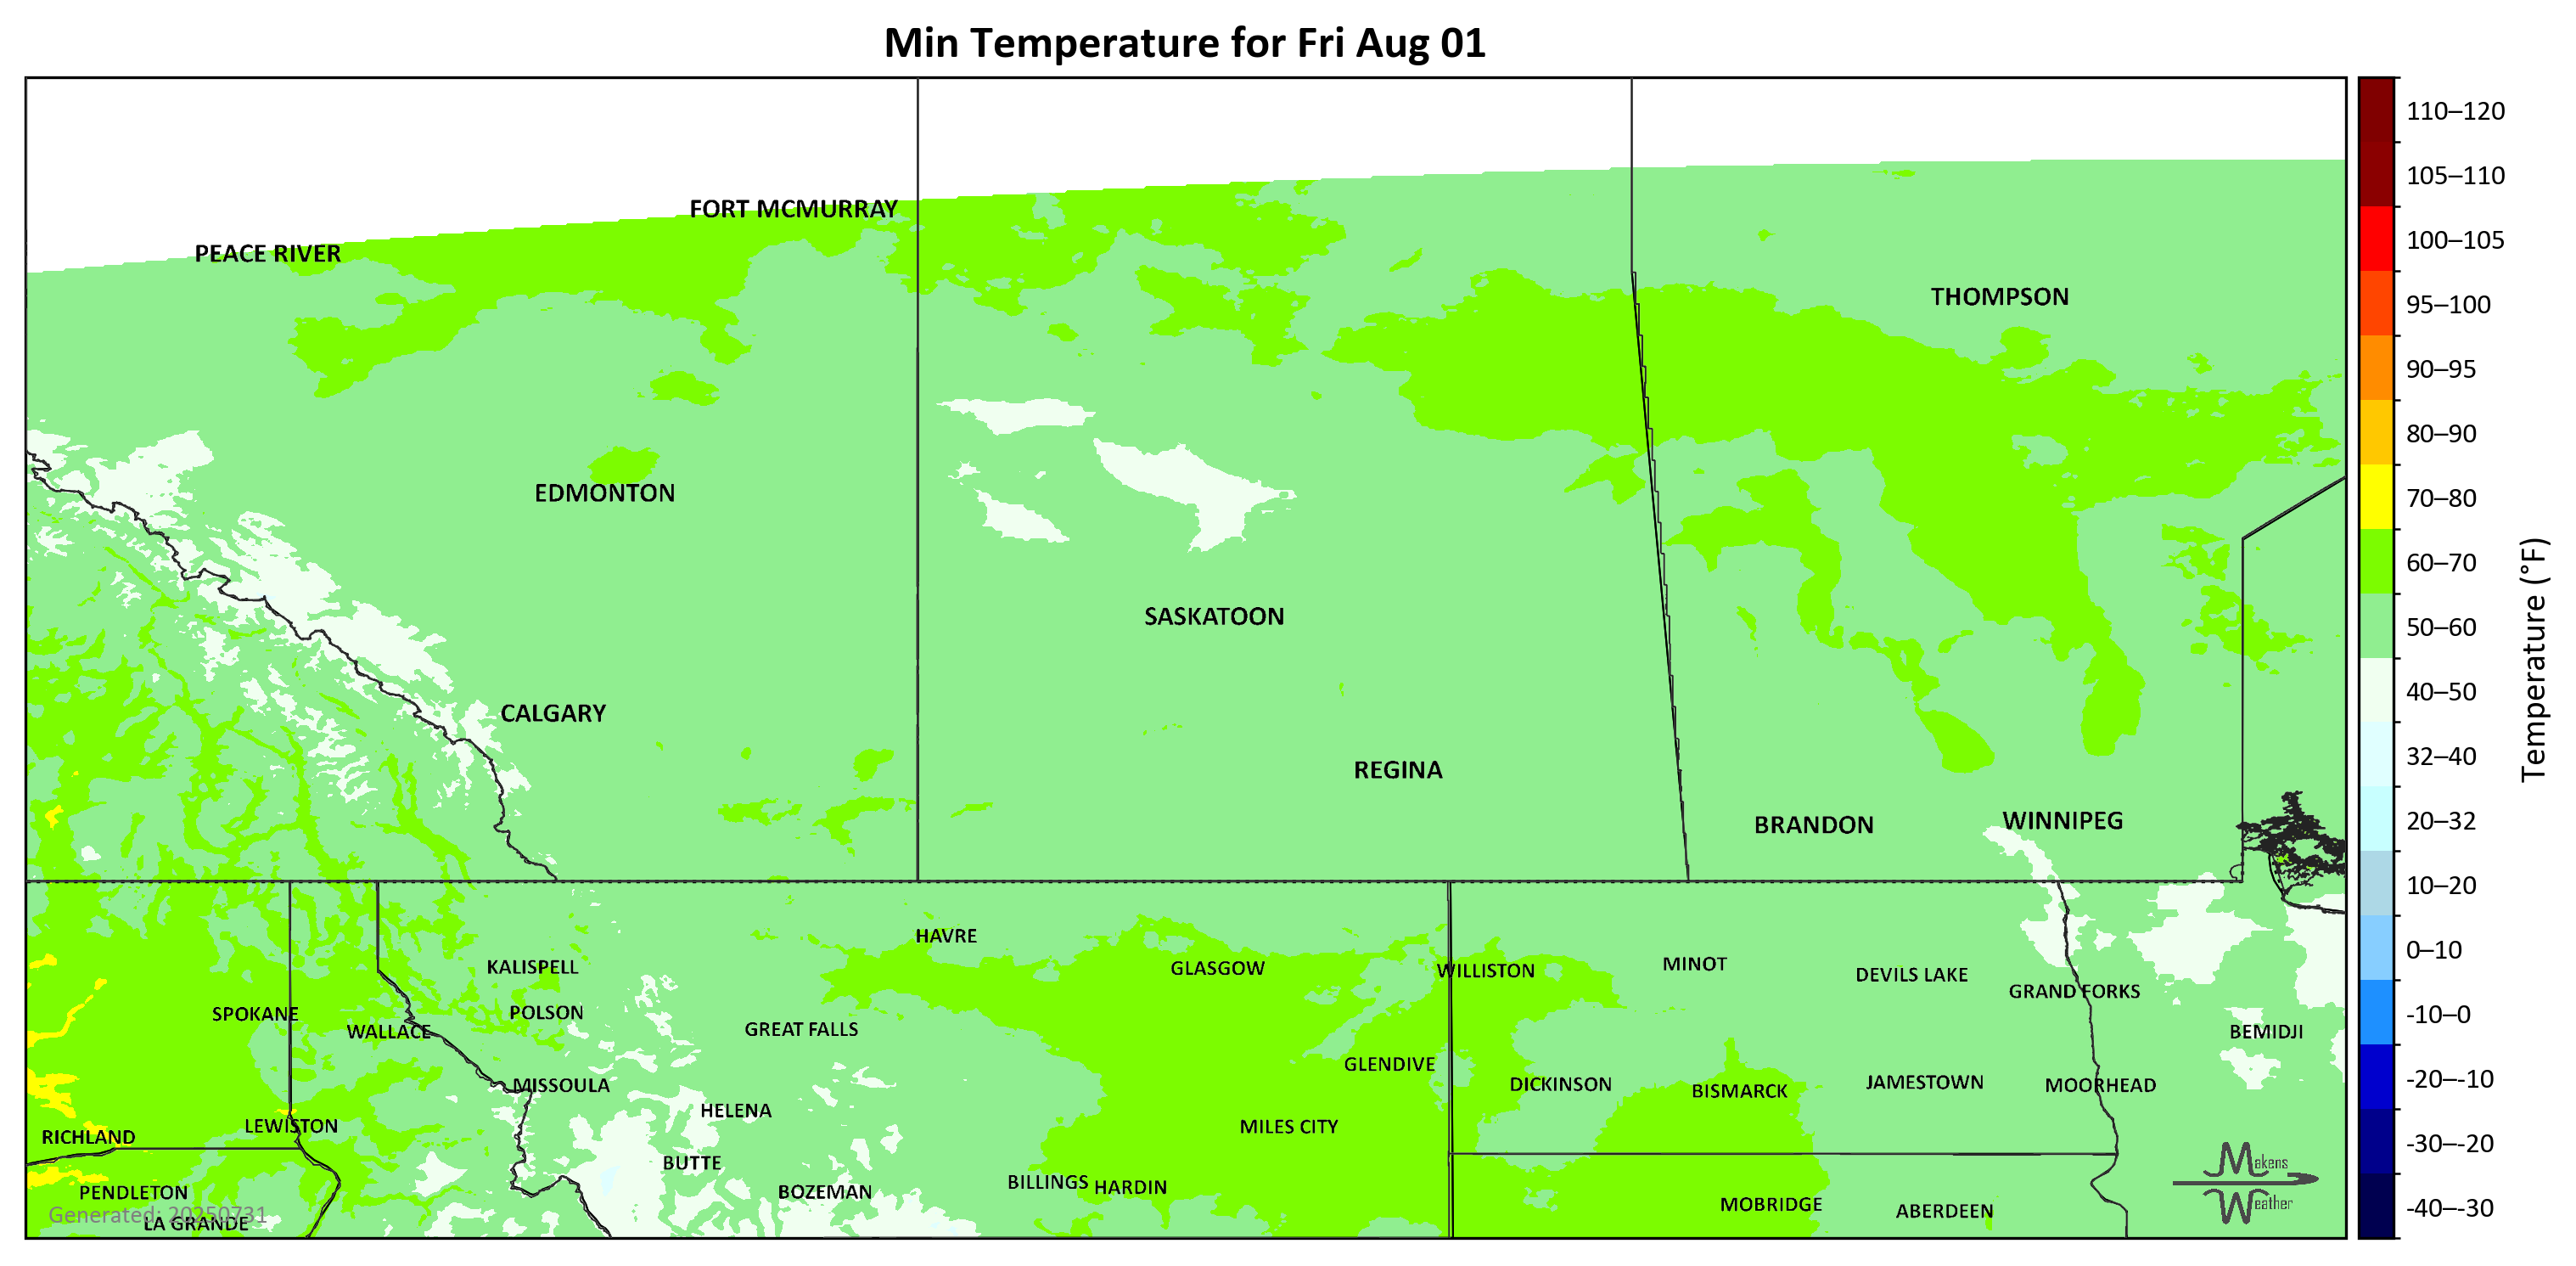 Min Temperature for Fri Aug 01
110–120
105–110
FORT MCMURRAY
100–105
PEACE RIVER
THOMPSON
95–100
90–95
80–90
EDMONTON
70–80
60–70
SASKATOON
50–60
Temperature (°F)
40–50
CALGARY
32–40
REGINA
BRANDON
WINNIPEG
20–32
10–20
HAVRE
0–10
KALISPELL
GLASGOW
WILLISTON
MINOT
DEVILS LAKE
GRAND FORKS
SPOKANE
POLSON
-10–0
WALLACE
GREAT FALLS
BEMIDJI
GLENDIVE
-20–-10
MISSOULA
DICKINSON
BISMARCK
JAMESTOWN
MOORHEAD
HELENA
LEWISTON
MILES CITY
RICHLAND
-30–-20
BUTTE
Makens
Weather
PENDLETON
BOZEMAN
BILLINGS
HARDIN
MOBRIDGE
ABERDEEN
-40–-30
Generated: 20250731
LA GRANDE